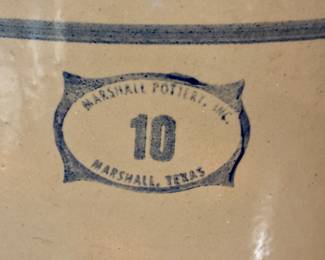 MARSHALL POTTERY, INC.
10
MARSHALL, TEXAS